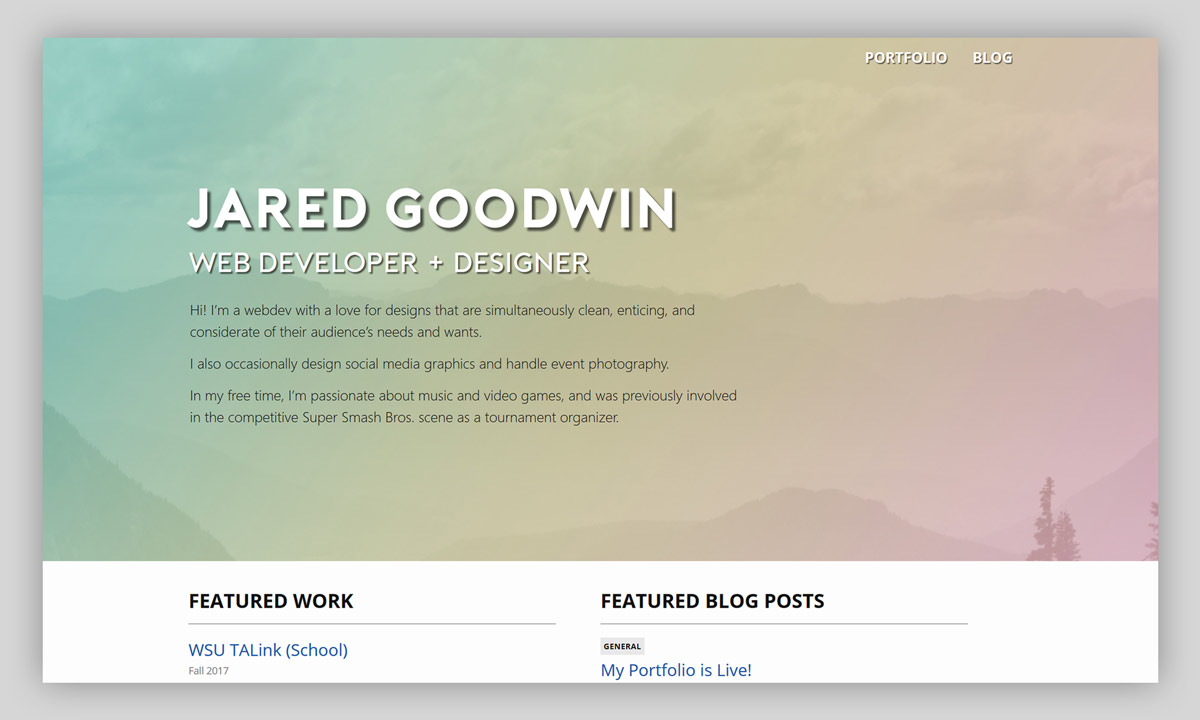 PORTFOLIO BLOG
JARED GOODWIN
WEB DEVELOPER + DESIGNER
Hi! I’m a webdev with a love for designs that are simultaneously clean, enticing, and
considerate of their audience’s needs and wants.
I also occasionally design social media graphics and handle event photography.
In my free time, I’m passionate about music and video games, and was previously involved
in the competitive Super Smash Bros. scene as a tournament organizer.
FEATURED WORK
WSU TALink (School)
Fall 2017
FEATURED BLOG POSTS
GENERAL
My Portfolio is Live!